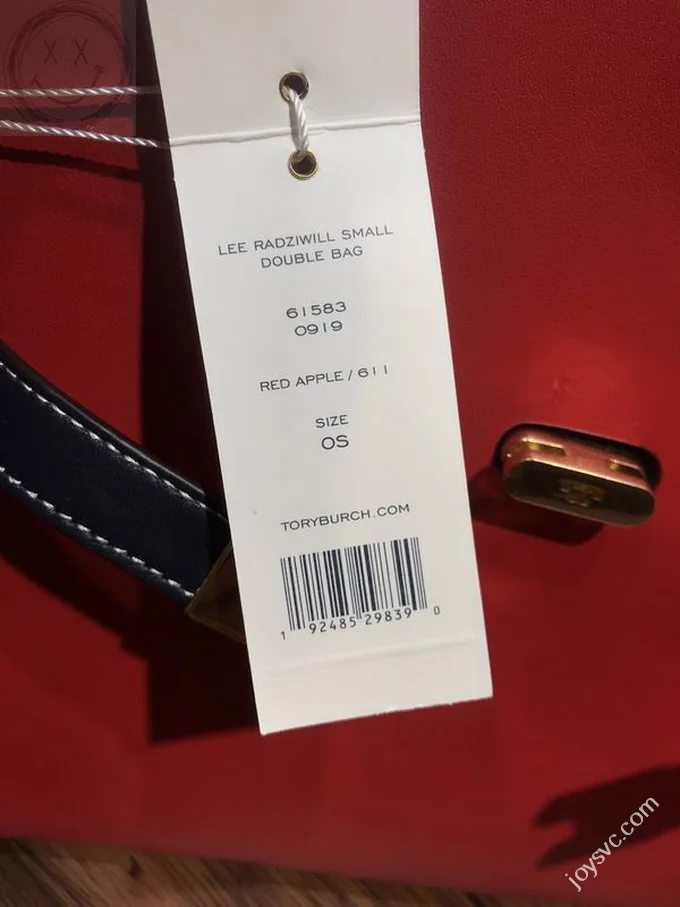 LEE RADZIWILL SMALL
DOUBLE BAG
61583
0919
RED APPLE / 611
SIZE
OS
TORYBURCH.COM
1 92485 29839 0
joysvc.com